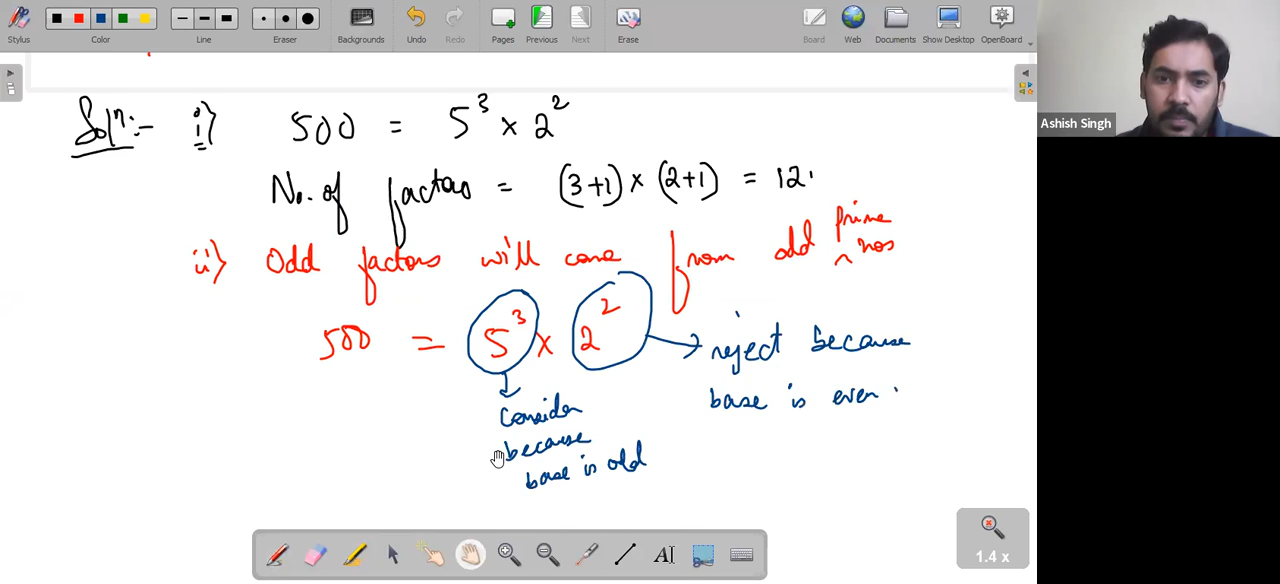 Stylus
Color
Line
Eraser
Backgrounds
Undo
Redo
Pages
Previous
Next
Erase
Board
Web
Documents
Show Desktop
OpenBoard
Ashish Singh
Solⁿ:- i) 500 = 5³ × 2²
No. of factors = (3+1) × (2+1) = 12.
ii) Odd factors will come from odd prime nos
500 = 5³ × 2²
reject because
base is even.
Consider
because
base is odd
1.4 x